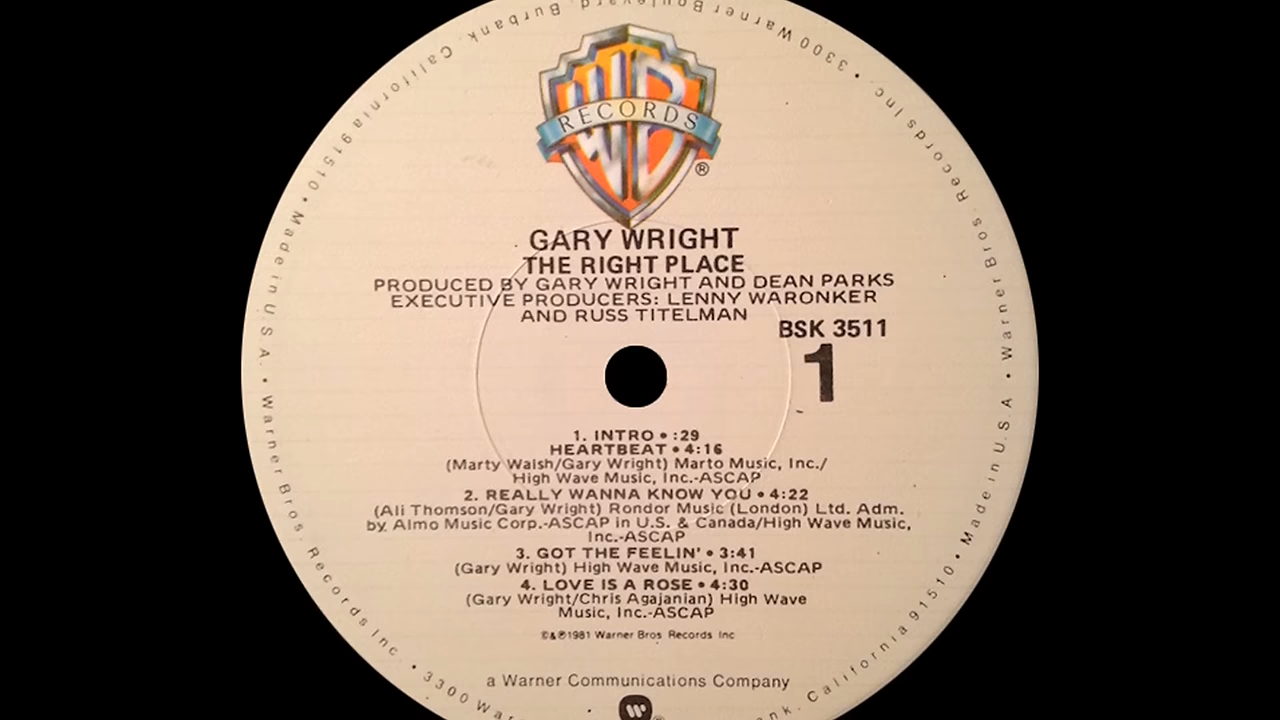 WB
RECORDS
®
GARY WRIGHT
THE RIGHT PLACE
PRODUCED BY GARY WRIGHT AND DEAN PARKS
EXECUTIVE PRODUCERS: LENNY WARONKER
AND RUSS TITELMAN
BSK 3511
1
1. INTRO • :29
HEARTBEAT • 4:16
(Marty Walsh/Gary Wright) Marto Music, Inc./
High Wave Music, Inc.-ASCAP
2. REALLY WANNA KNOW YOU • 4:22
(Ali Thomson/Gary Wright) Rondor Music (London) Ltd. Adm.
by Almo Music Corp.-ASCAP in U.S. & Canada/High Wave Music,
Inc.-ASCAP
3. GOT THE FEELIN' • 3:41
(Gary Wright) High Wave Music, Inc.-ASCAP
4. LOVE IS A ROSE • 4:30
(Gary Wright/Chris Agajanian) High Wave
Music, Inc.-ASCAP
©&℗1981 Warner Bros. Records Inc
a Warner Communications Company
Warner Bros. Records Inc. • 3300 Warner Boulevard, Burbank, California 91510 • Made in U.S.A. • Warner Bros. Records Inc. • 3300 California 91510 • Made in U.S.A. •